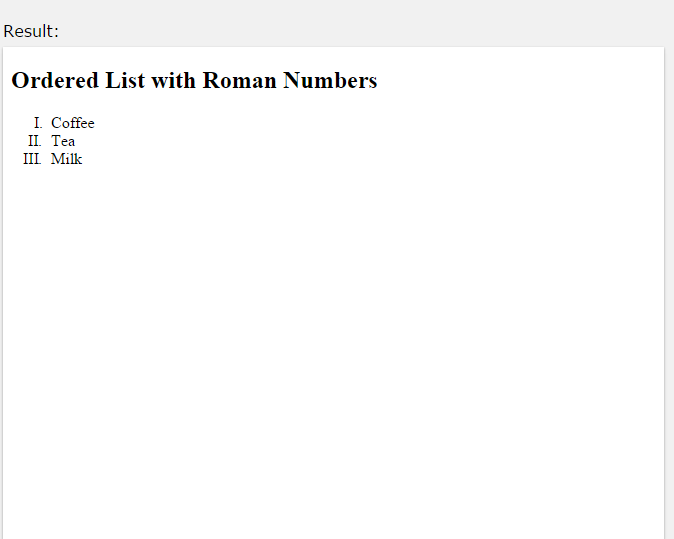 Result:
Ordered List with Roman Numbers
I. Coffee
II. Tea
III. Milk